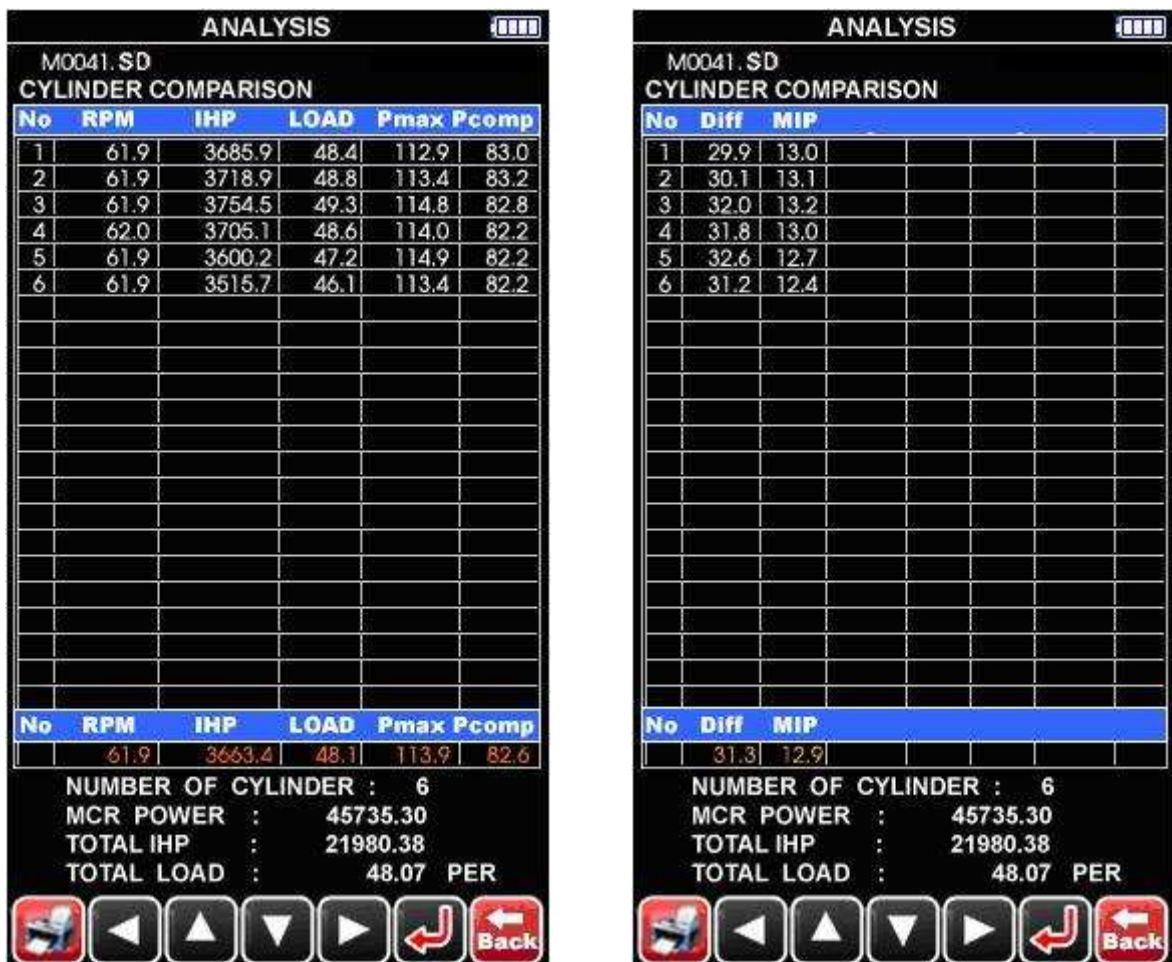 ANALYSIS
M0041.SD
CYLINDER COMPARISON
No RPM IHP LOAD Pmax Pcomp
1 61.9 3685.9 48.4 112.9 83.0
2 61.9 3718.9 48.8 113.4 83.2
3 61.9 3754.5 49.3 114.8 82.8
4 62.0 3705.1 48.6 114.0 82.2
5 61.9 3600.2 47.2 114.9 82.2
6 61.9 3515.7 46.1 113.4 82.2
No RPM IHP LOAD Pmax Pcomp
61.9 3663.4 48.1 113.9 82.6
NUMBER OF CYLINDER : 6
MCR POWER : 45735.30
TOTAL IHP : 21980.38
TOTAL LOAD : 48.07 PER
Back
ANALYSIS
M0041.SD
CYLINDER COMPARISON
No Diff MIP
1 29.9 13.0
2 30.1 13.1
3 32.0 13.2
4 31.8 13.0
5 32.6 12.7
6 31.2 12.4
No Diff MIP
31.3 12.9
NUMBER OF CYLINDER : 6
MCR POWER : 45735.30
TOTAL IHP : 21980.38
TOTAL LOAD : 48.07 PER
Back